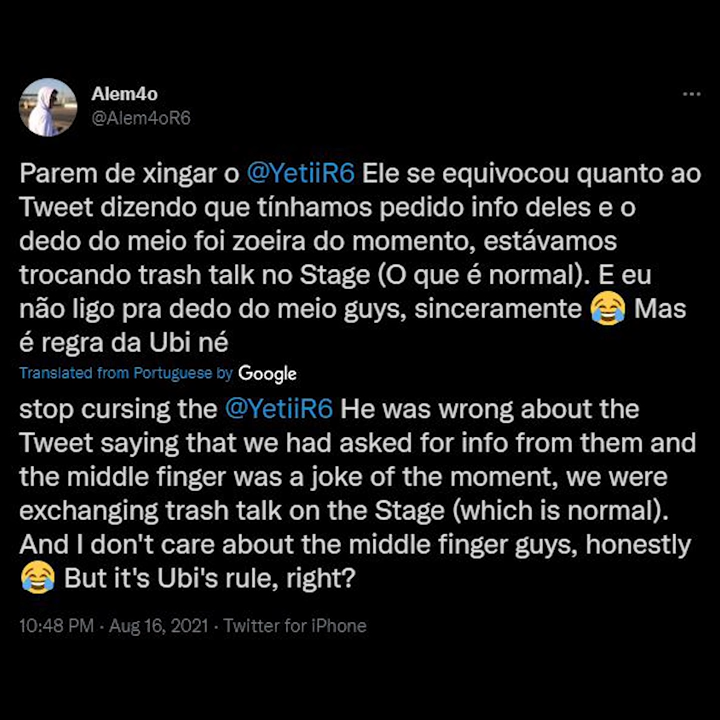 Alem4o
@Alem4oR6
Parem de xingar o @YetiiR6 Ele se equivocou quanto ao
Tweet dizendo que tínhamos pedido info deles e o
dedo do meio foi zoeira do momento, estávamos
trocando trash talk no Stage (O que é normal). E eu
não ligo pra dedo do meio guys, sinceramente 😂 Mas
é regra da Ubi né
Translated from Portuguese by Google
stop cursing the @YetiiR6 He was wrong about the
Tweet saying that we had asked for info from them and
the middle finger was a joke of the moment, we were
exchanging trash talk on the Stage (which is normal).
And I don't care about the middle finger guys, honestly
😂 But it's Ubi's rule, right?
10:48 PM · Aug 16, 2021 · Twitter for iPhone